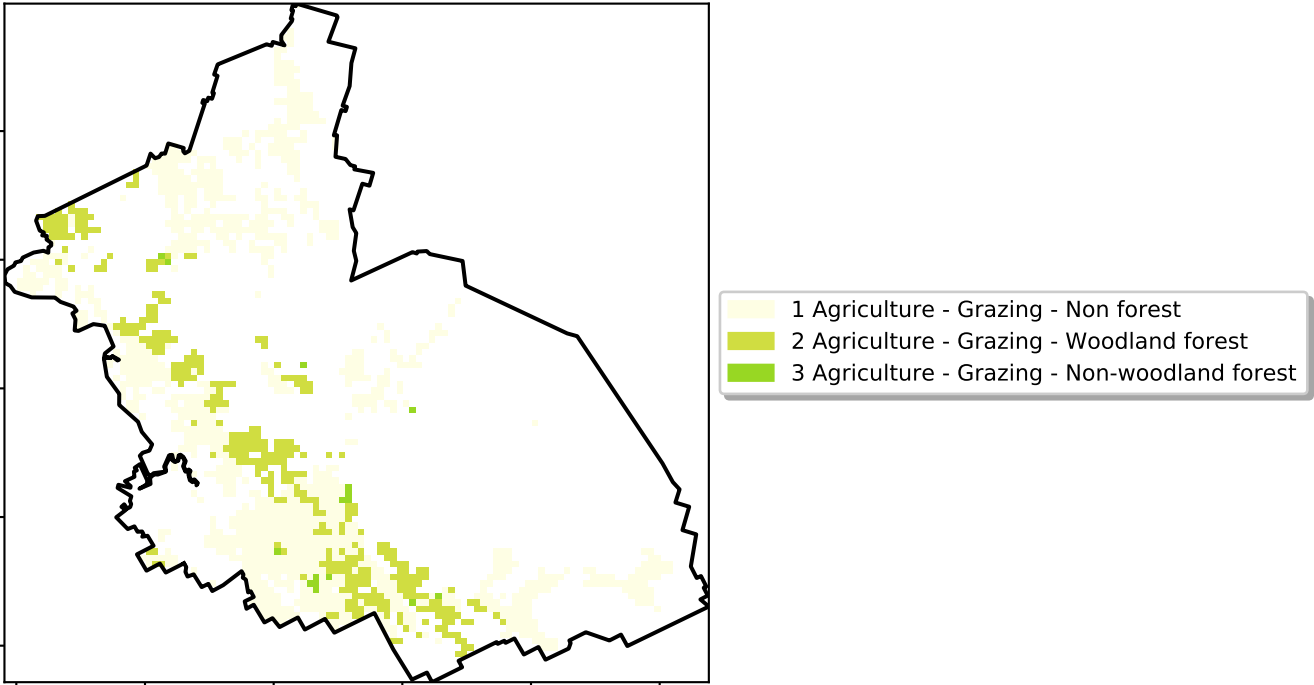 1 Agriculture - Grazing - Non forest
2 Agriculture - Grazing - Woodland forest
3 Agriculture - Grazing - Non-woodland forest